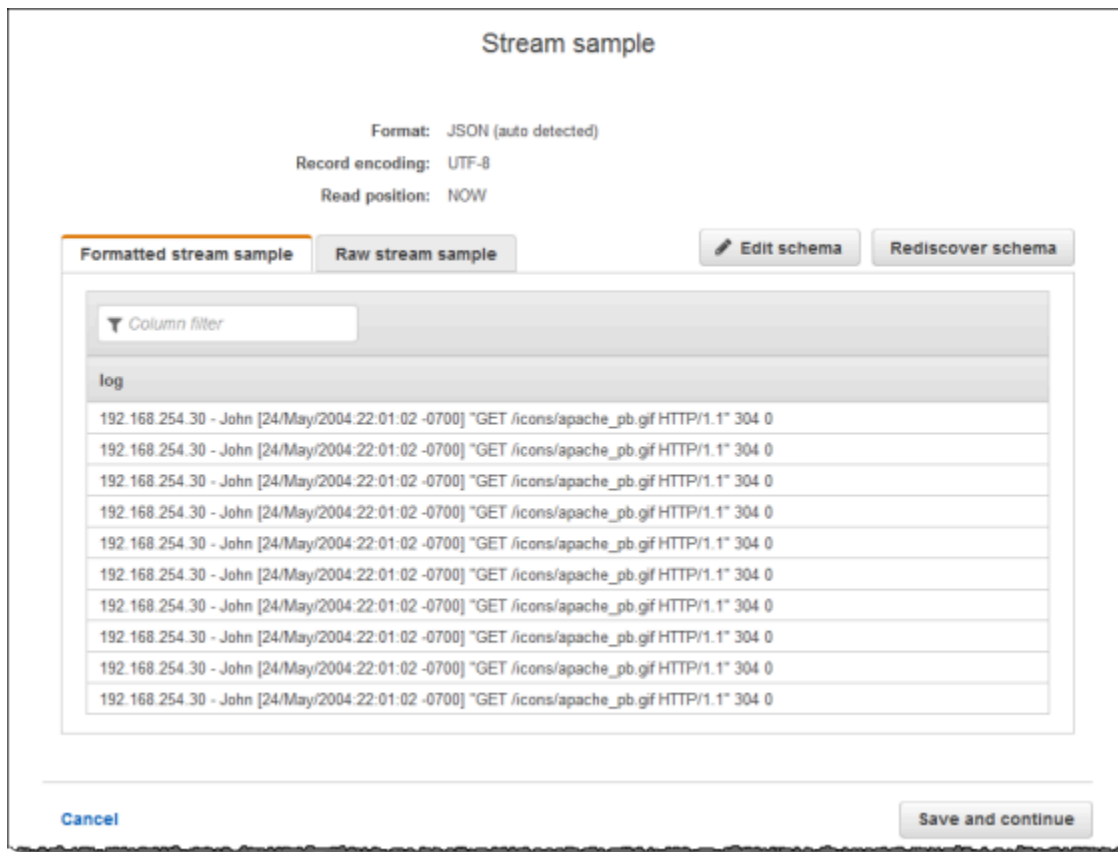 Stream sample
Format: JSON (auto detected)
Record encoding: UTF-8
Read position: NOW
Formatted stream sample Raw stream sample Edit schema Rediscover schema
Column filter
log
192.168.254.30 - John [24/May/2004:22:01:02 -0700] "GET /icons/apache_pb.gif HTTP/1.1" 304 0
192.168.254.30 - John [24/May/2004:22:01:02 -0700] "GET /icons/apache_pb.gif HTTP/1.1" 304 0
192.168.254.30 - John [24/May/2004:22:01:02 -0700] "GET /icons/apache_pb.gif HTTP/1.1" 304 0
192.168.254.30 - John [24/May/2004:22:01:02 -0700] "GET /icons/apache_pb.gif HTTP/1.1" 304 0
192.168.254.30 - John [24/May/2004:22:01:02 -0700] "GET /icons/apache_pb.gif HTTP/1.1" 304 0
192.168.254.30 - John [24/May/2004:22:01:02 -0700] "GET /icons/apache_pb.gif HTTP/1.1" 304 0
192.168.254.30 - John [24/May/2004:22:01:02 -0700] "GET /icons/apache_pb.gif HTTP/1.1" 304 0
192.168.254.30 - John [24/May/2004:22:01:02 -0700] "GET /icons/apache_pb.gif HTTP/1.1" 304 0
192.168.254.30 - John [24/May/2004:22:01:02 -0700] "GET /icons/apache_pb.gif HTTP/1.1" 304 0
192.168.254.30 - John [24/May/2004:22:01:02 -0700] "GET /icons/apache_pb.gif HTTP/1.1" 304 0
Cancel Save and continue